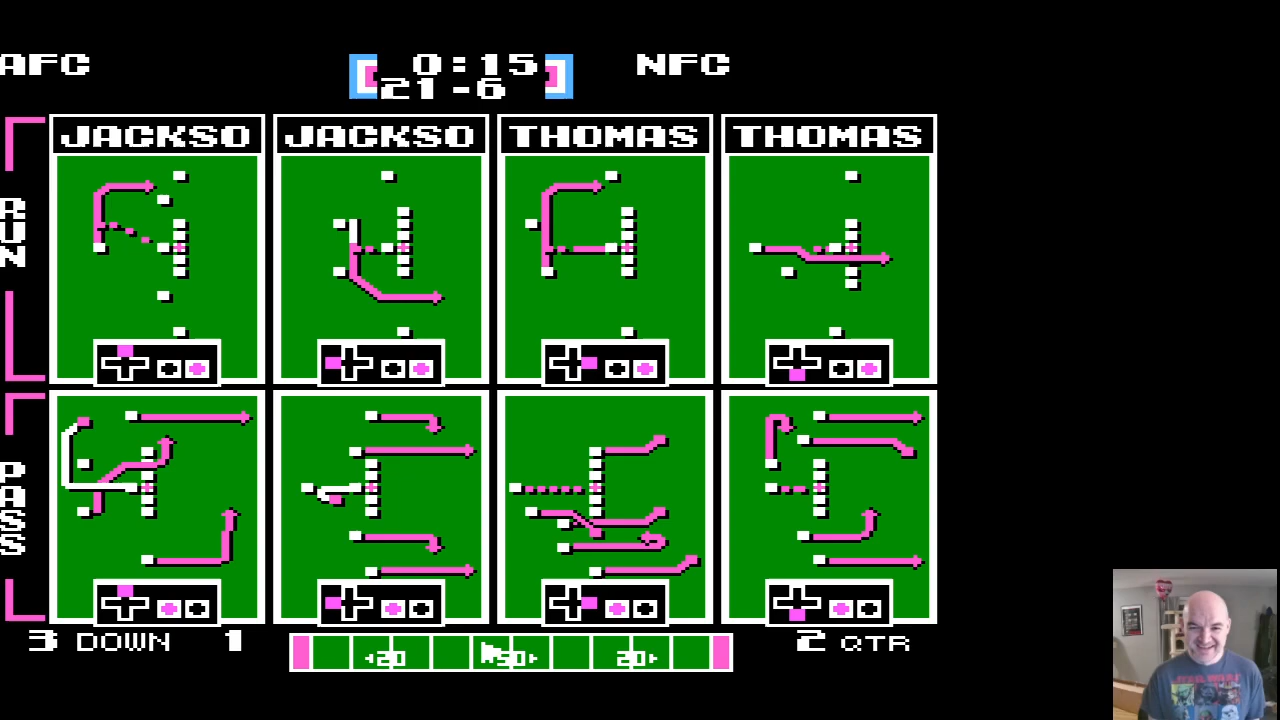 AFC 0:15 NFC
21-6
JACKSO JACKSO THOMAS THOMAS
RUN
PASS
3 DOWN 1 20 50 20 2 QTR